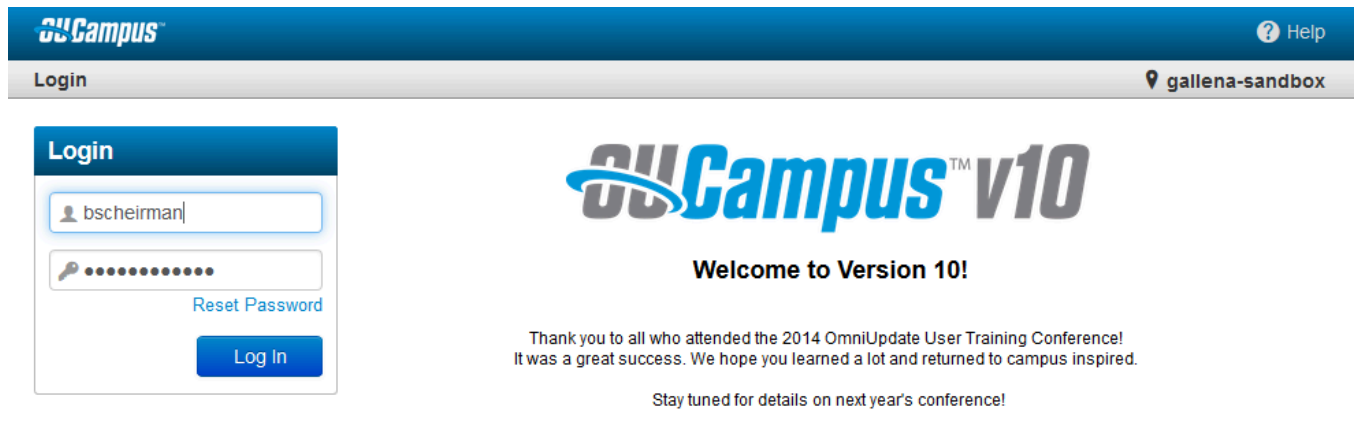 OUCampus™
Help
Login
gallena-sandbox
Login
bscheirman
••••••••••••
Reset Password
Log In
OUCampus™ v10
Welcome to Version 10!
Thank you to all who attended the 2014 OmniUpdate User Training Conference!
It was a great success. We hope you learned a lot and returned to campus inspired.
Stay tuned for details on next year's conference!